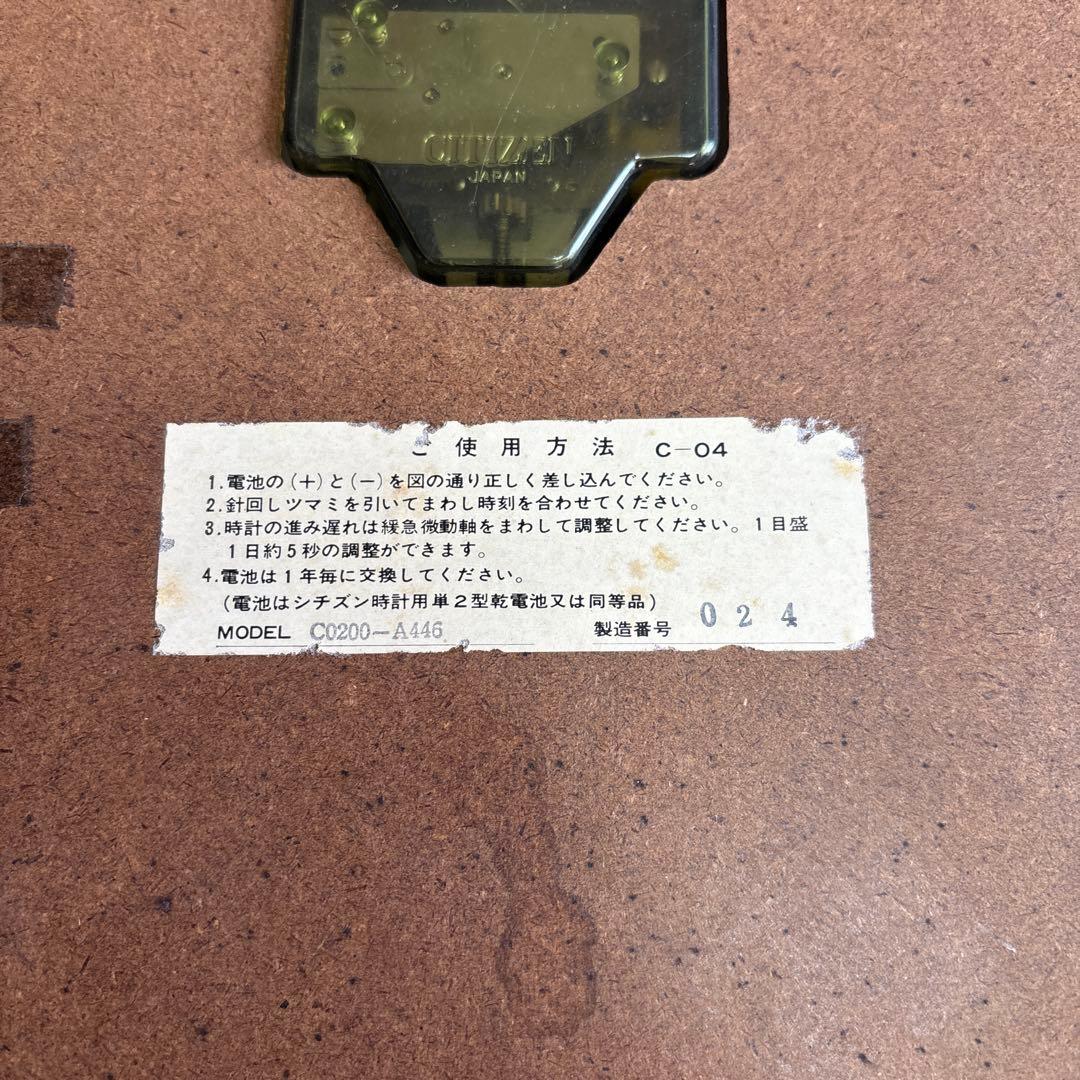 CITIZEN
JAPAN
ご使用方法 C-04
1.電池の(+)と(-)を図の通り正しく差し込んでください。
2.針回しツマミを引いてまわし時刻を合わせてください。
3.時計の進み遅れは緩急微動軸をまわして調整してください。1目盛
1日約5秒の調整ができます。
4.電池は1年毎に交換してください。
(電池はシチズン時計用単2型乾電池又は同等品)
MODEL C0200-A446 製造番号 024